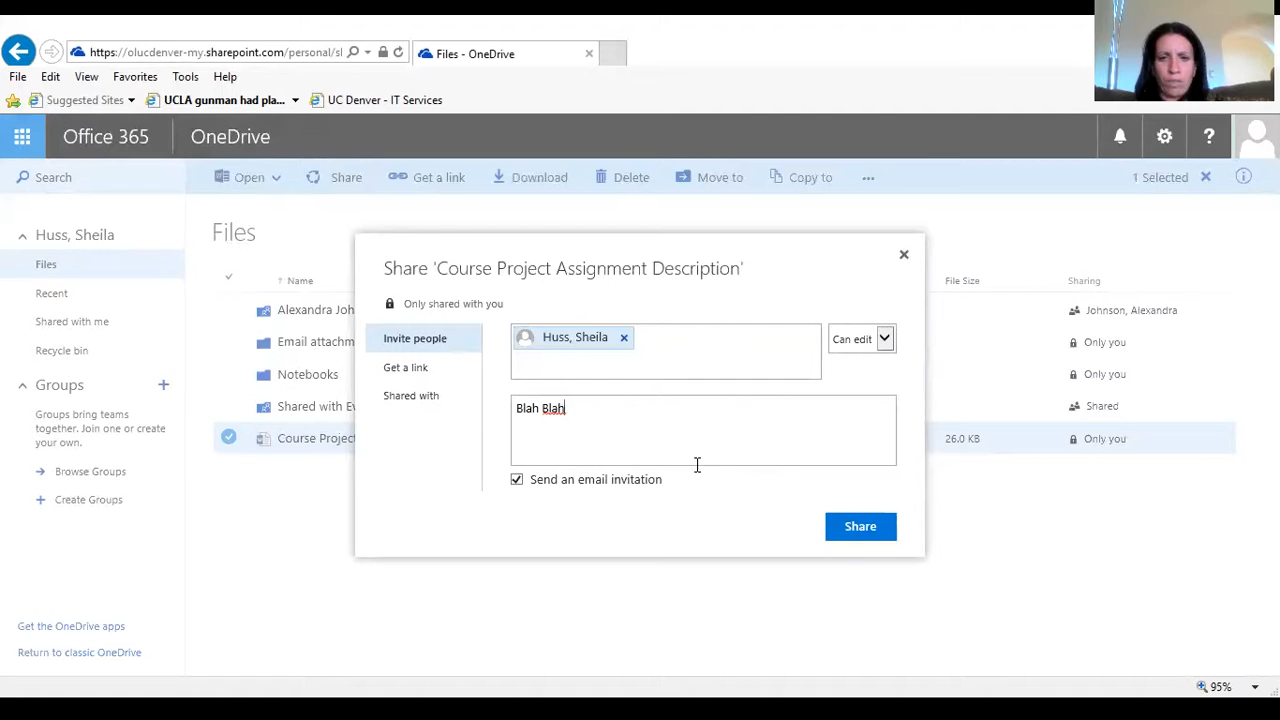 https://olucdenver-my.sharepoint.com/personal/sl
Files - OneDrive
File Edit View Favorites Tools Help
Suggested Sites UCLA gunman had pla... UC Denver - IT Services
Office 365 OneDrive ?
Search Open Share Get a link Download Delete Move to Copy to ... 1 Selected
Huss, Sheila
Files
Recent
Shared with me
Recycle bin
Groups
Groups bring teams
together. Join one or create
your own.
Browse Groups
Create Groups
Get the OneDrive apps
Return to classic OneDrive
Files
Name File Size Sharing
Alexandra Joh Johnson, Alexandra
Email attachm Only you
Notebooks Only you
Shared with Ev Shared
Course Project 26.0 KB Only you
Share 'Course Project Assignment Description'
Only shared with you
Invite people
Get a link
Shared with
Huss, Sheila
Can edit
Blah Blah
Send an email invitation
Share
95%